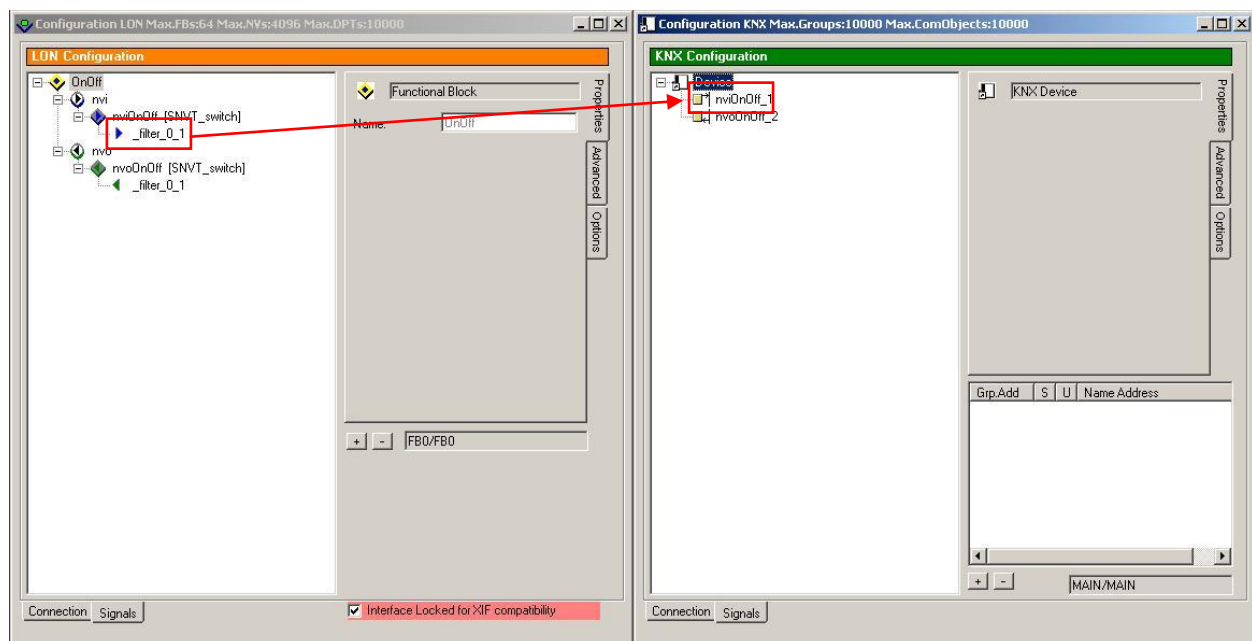 Configuration LON Max.FBs:64 Max.NVs:4096 Max.DPTs:10000
LON Configuration
OnOff
nvi
nviOnOff [SNVT_switch]
_filter_0_1
nvo
nvoOnOff [SNVT_switch]
_filter_0_1
Functional Block
Name:
OnOff
Properties
Advanced
Options
+ - FB0/FB0
Connection Signals
Interface Locked for XIF compatibility
Configuration KNX Max.Groups:10000 Max.ComObjects:10000
KNX Configuration
Device
nviOnOff_1
nvoOnOff_2
KNX Device
Properties
Advanced
Options
Grp.Add S U Name Address
+ - MAIN/MAIN
Connection Signals